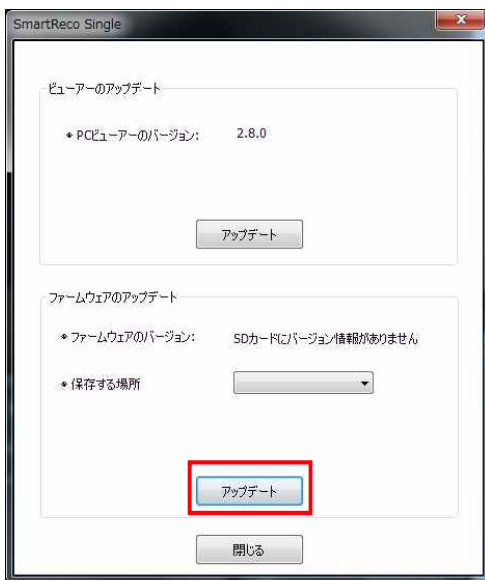 SmartReco Single
ビューアーのアップデート
◆ PCビューアーのバージョン: 2.8.0
アップデート
ファームウェアのアップデート
◆ ファームウェアのバージョン: SDカードにバージョン情報がありません
◆ 保存する場所
アップデート
閉じる